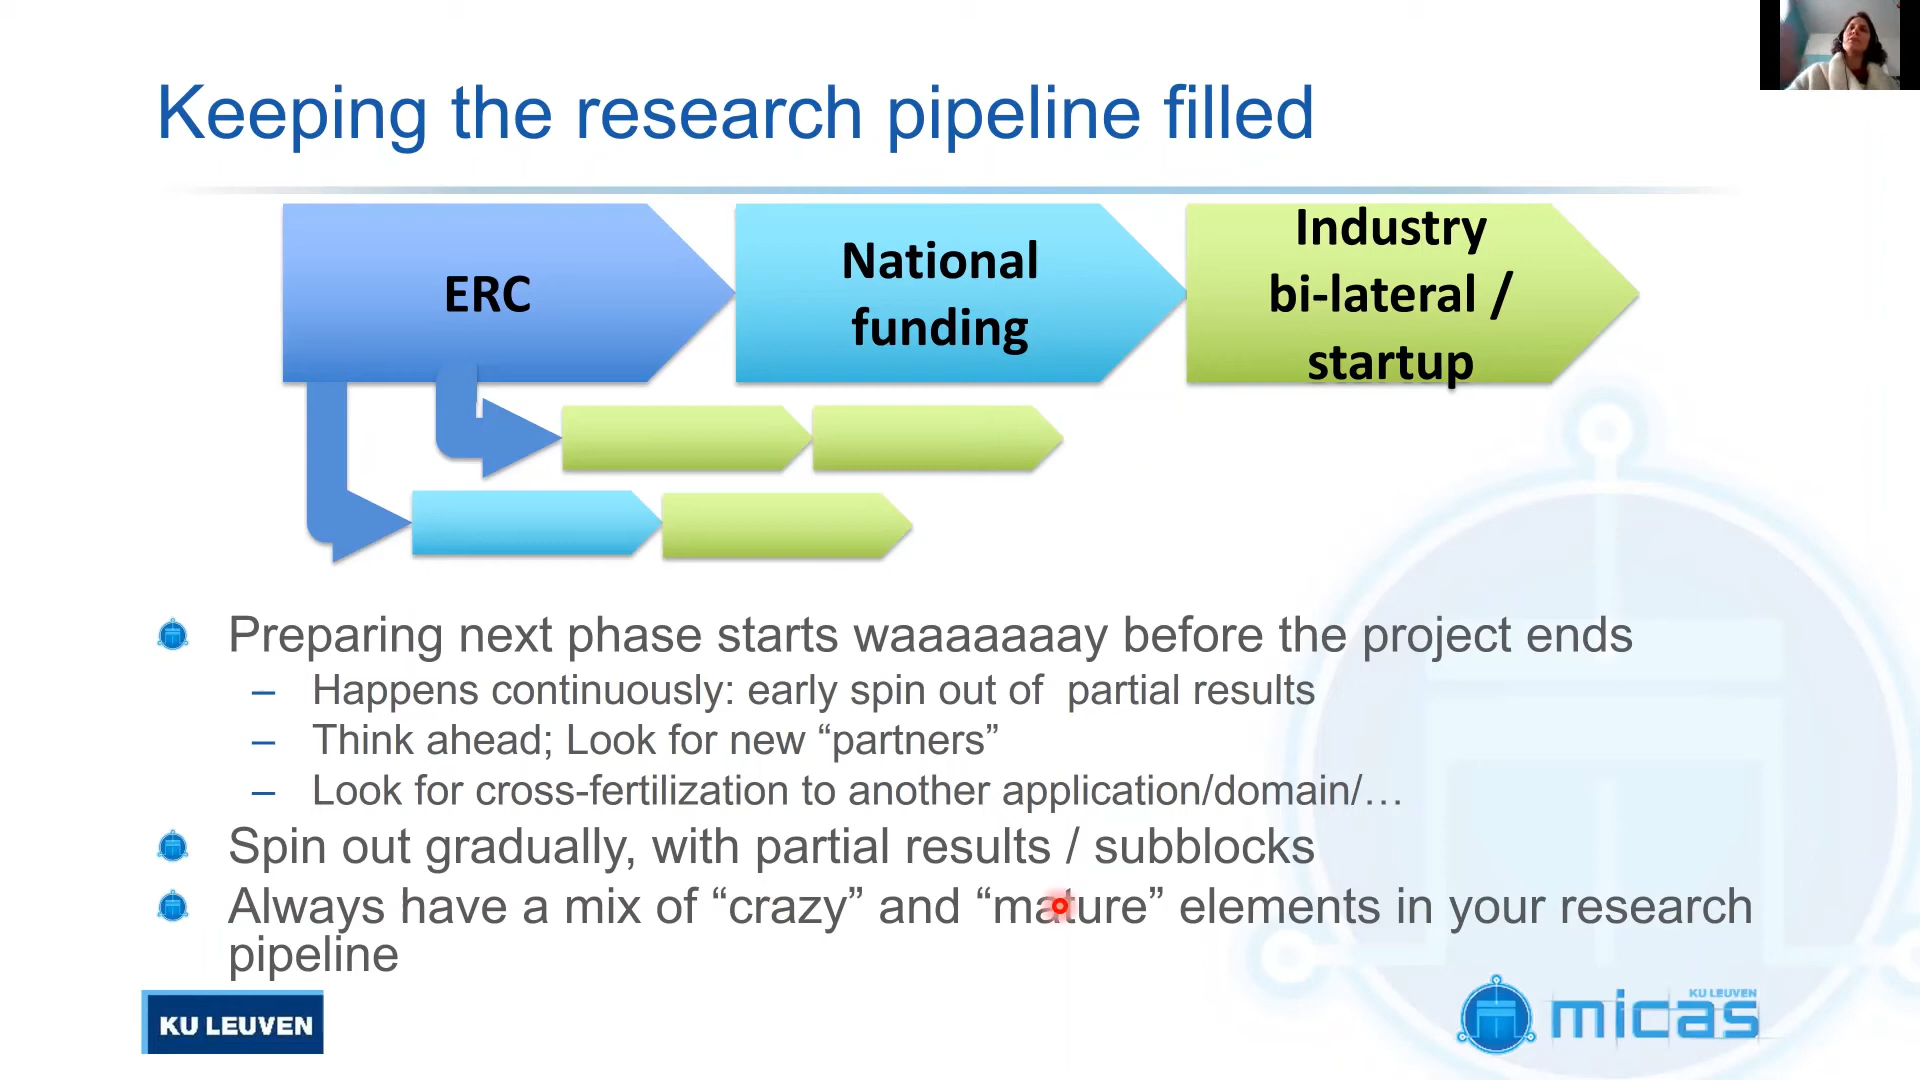 Keeping the research pipeline filled
ERC
National
funding
Industry
bi-lateral /
startup
Preparing next phase starts waaaaaaay before the project ends
– Happens continuously: early spin out of  partial results
– Think ahead; Look for new “partners”
– Look for cross-fertilization to another application/domain/…
Spin out gradually, with partial results / subblocks
Always have a mix of “crazy” and “mature” elements in your research
pipeline
KU LEUVEN
KU LEUVEN
micas